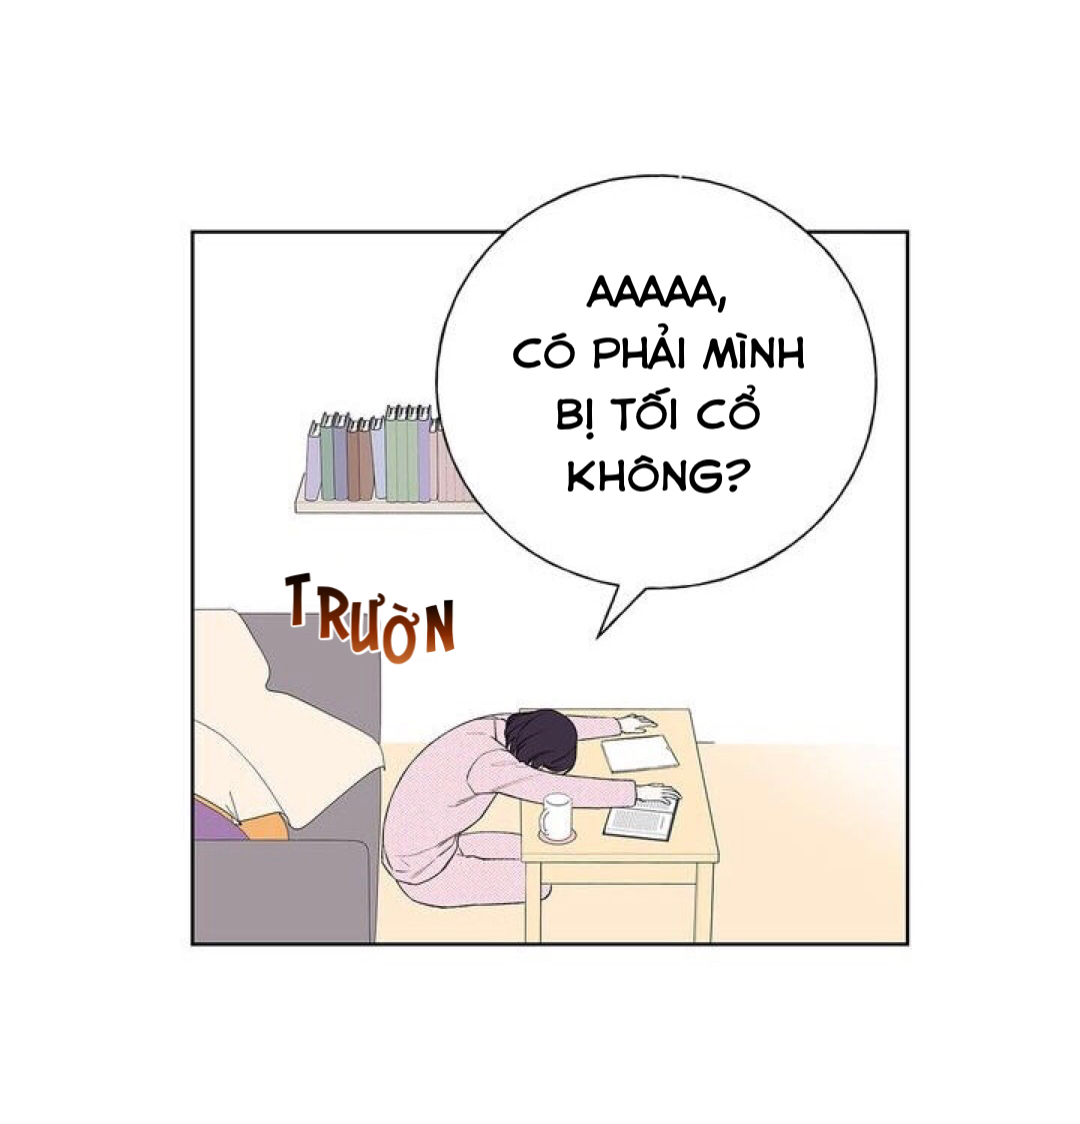 AAAAA,
CÓ PHẢI MÌNH
BỊ TỐI CỔ
KHÔNG?
TRƯỜN